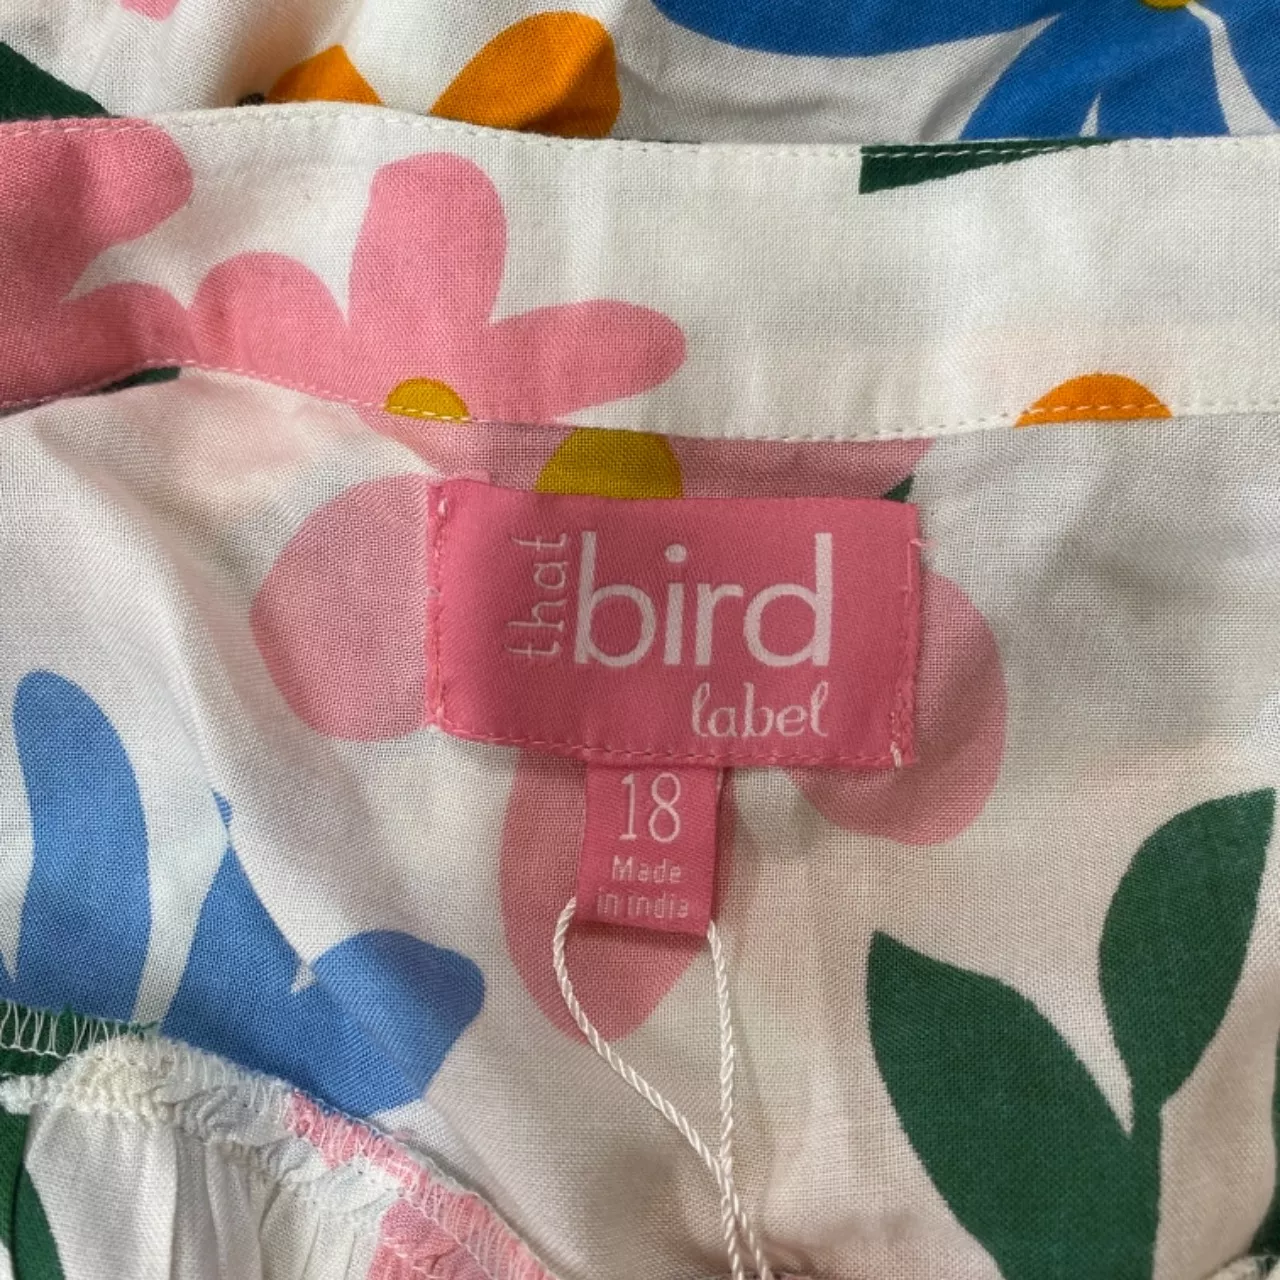 that
bird
label
18
Made
in india